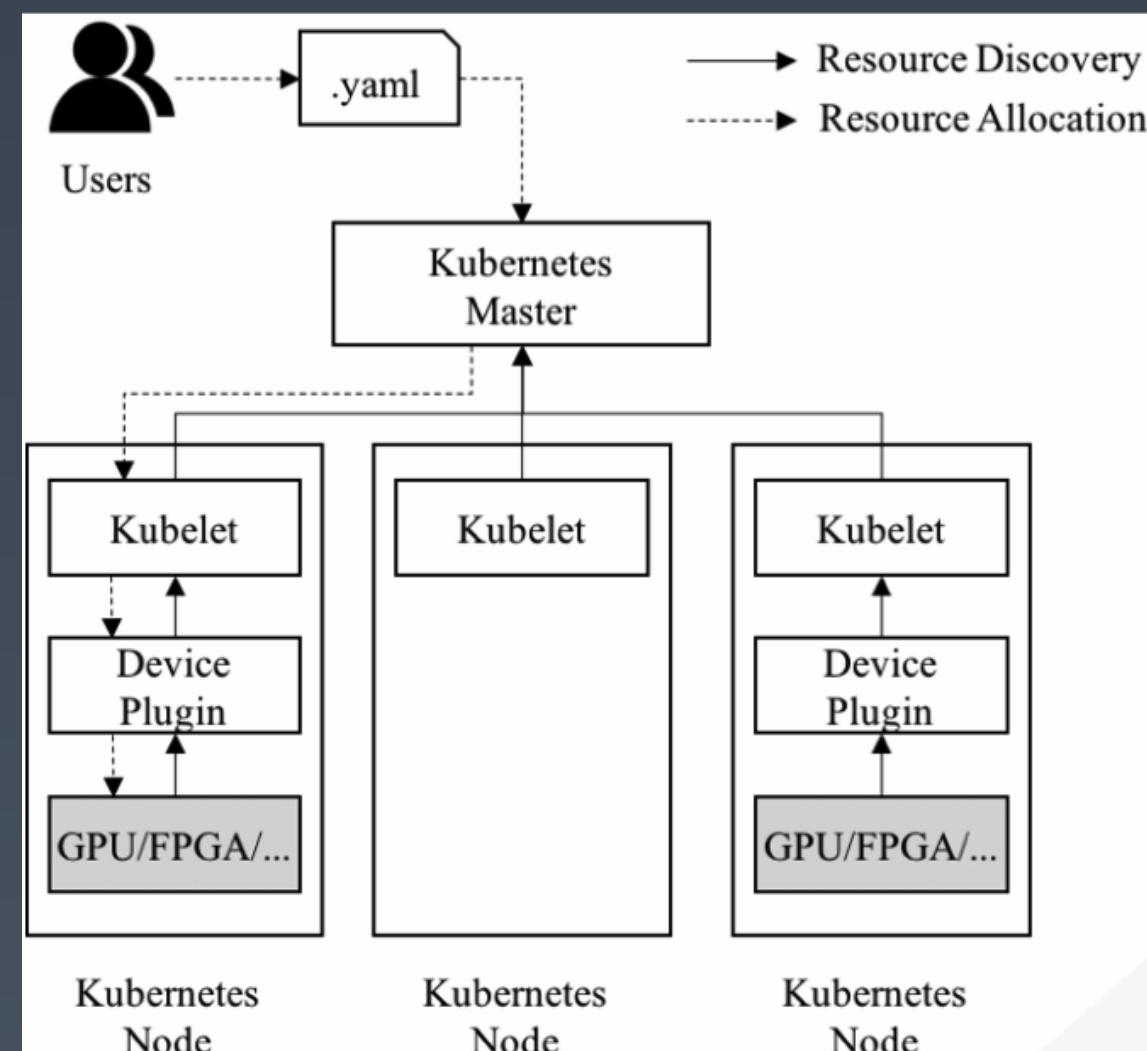 .yaml
Resource Discovery
Resource Allocation
Users
Kubernetes
Master
Kubelet
Kubelet
Kubelet
Device
Plugin
Device
Plugin
GPU/FPGA/...
GPU/FPGA/...
Kubernetes
Node
Kubernetes
Node
Kubernetes
Node